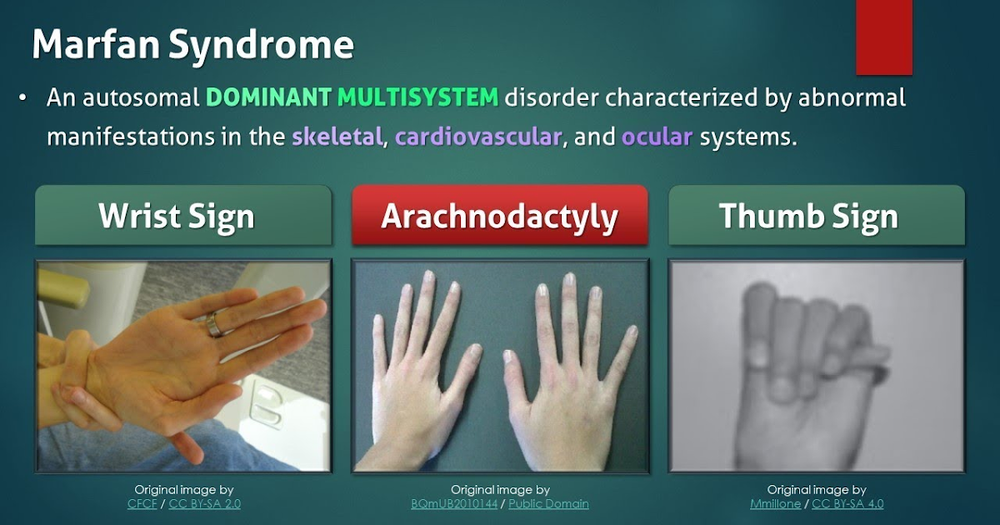 Marfan Syndrome
• An autosomal DOMINANT MULTISYSTEM disorder characterized by abnormal
manifestations in the skeletal, cardiovascular, and ocular systems.
Wrist Sign
Arachnodactyly
Thumb Sign
Original image by
CFCF / CC BY-SA 2.0
Original image by
BQmUB2010144 / Public Domain
Original image by
Mmillone / CC BY-SA 4.0